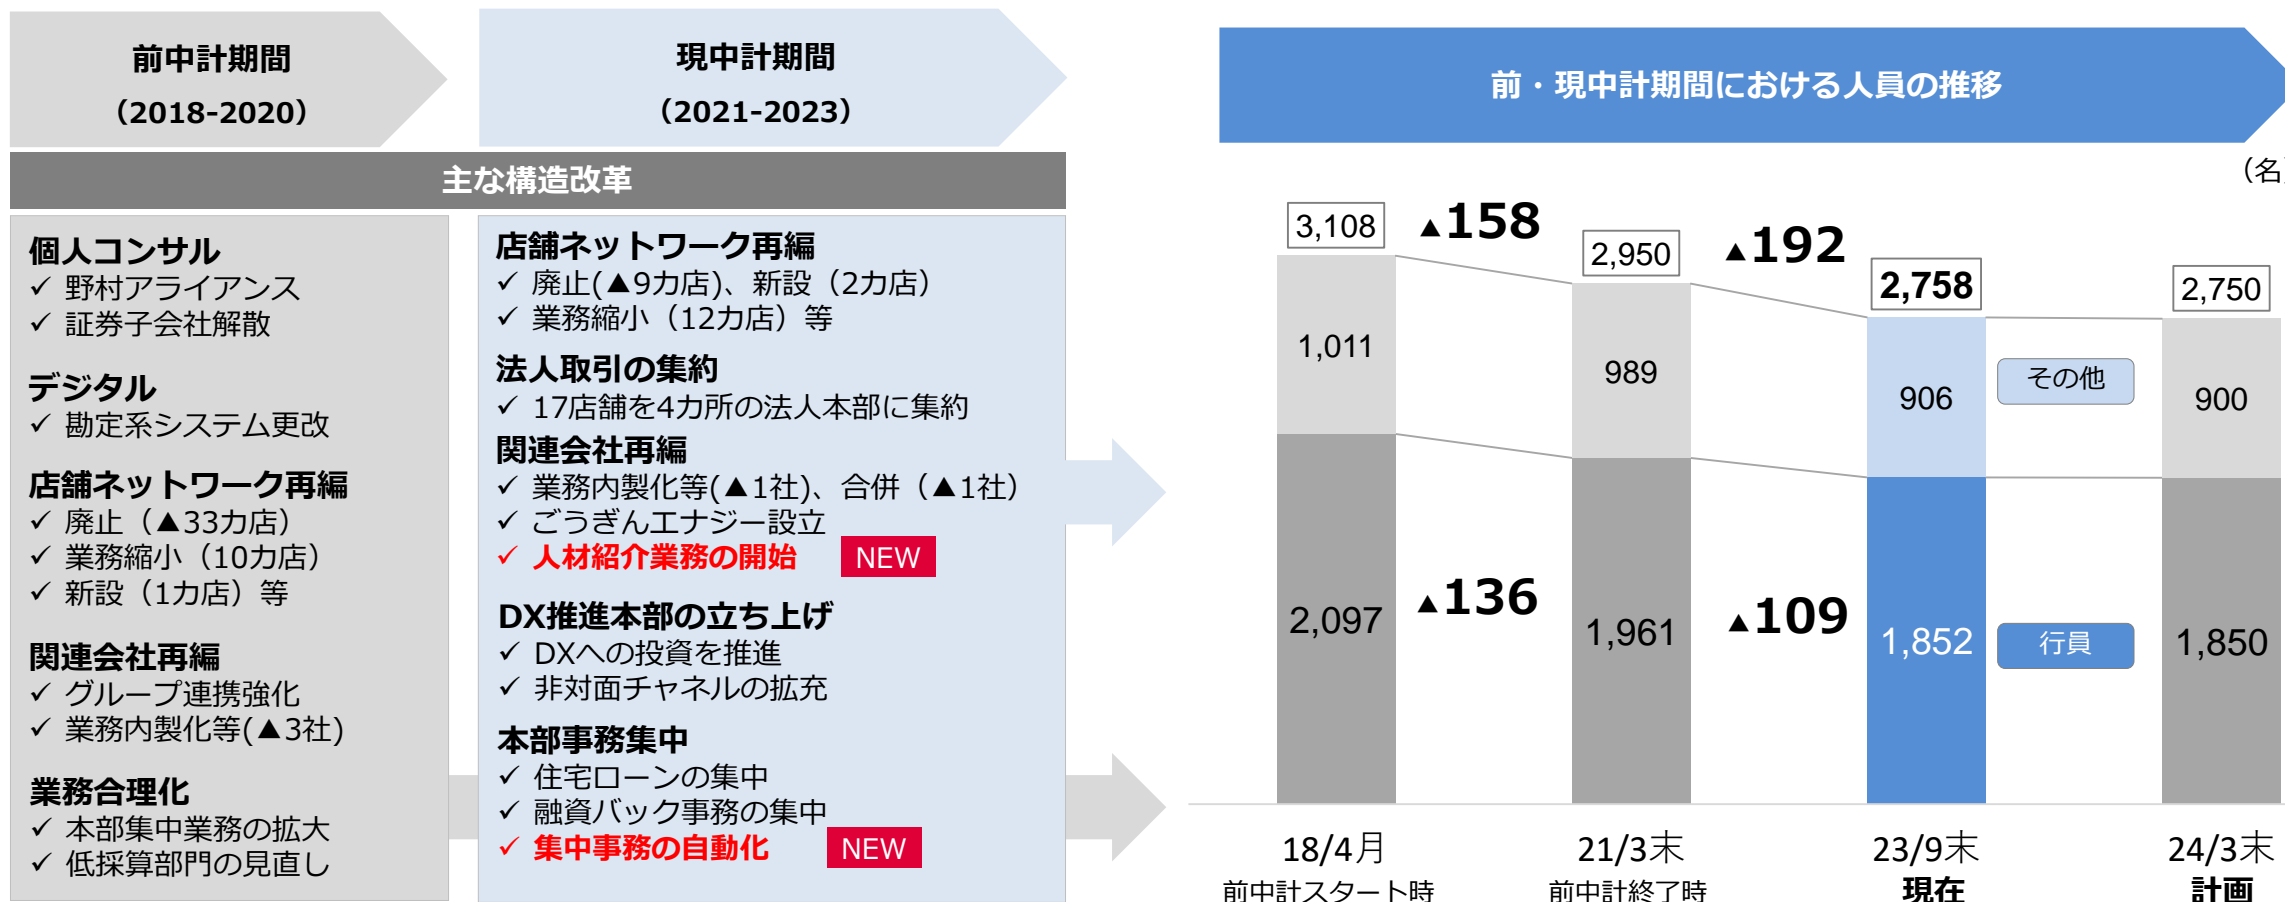 前中計期間
（2018-2020）
現中計期間
（2021-2023）
主な構造改革
個人コンサル
✓ 野村アライアンス
✓ 証券子会社解散
デジタル
✓ 勘定系システム更改
店舗ネットワーク再編
✓ 廃止（▲33カ店）
✓ 業務縮小（10カ店）
✓ 新設（1カ店）等
関連会社再編
✓ グループ連携強化
✓ 業務内製化等(▲3社)
業務合理化
✓ 本部集中業務の拡大
✓ 低採算部門の見直し
店舗ネットワーク再編
✓ 廃止(▲9カ店)、新設（2カ店）
✓ 業務縮小（12カ店）等
法人取引の集約
✓ 17店舗を4カ所の法人本部に集約
関連会社再編
✓ 業務内製化等(▲1社)、合併（▲1社）
✓ ごうぎんエナジー設立
✓ 人材紹介業務の開始 NEW
DX推進本部の立ち上げ
✓ DXへの投資を推進
✓ 非対面チャネルの拡充
本部事務集中
✓ 住宅ローンの集中
✓ 融資バック事務の集中
✓ 集中事務の自動化 NEW
前・現中計期間における人員の推移
（名）
3,108 ▲158 2,950 ▲192 2,758 2,750
1,011 989 906 その他 900
2,097 ▲136 1,961 ▲109 1,852 行員 1,850
18/4月 21/3末 23/9末 24/3末
前中計スタート時 前中計終了時 現在 計画